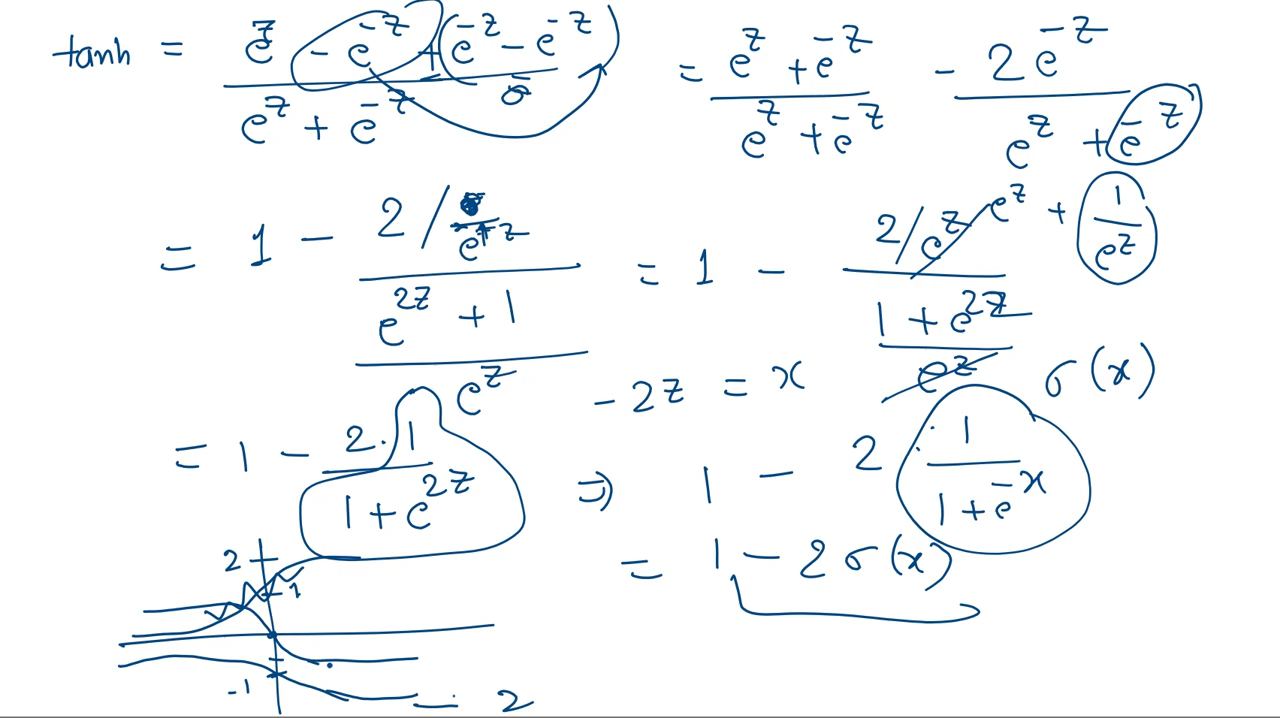 tanh = (e^z - e^-z + (e^-z - e^-z)) / (e^z + e^-z) = (e^z + e^-z) / (e^z + e^-z) - 2e^-z / (e^z + e^-z)
e^z + 1/e^z
= 1 - (2/e^z) / ((e^2z + 1) / e^z) = 1 - (2/e^z) / ((1 + e^2z) / e^z)
-2z = x
σ(x)
= 1 - 2·1 / (1 + e^2z) ⇒ 1 - 2 · 1 / (1 + e^-x)
= 1 - 2σ(x)
2
1
-1
- 2